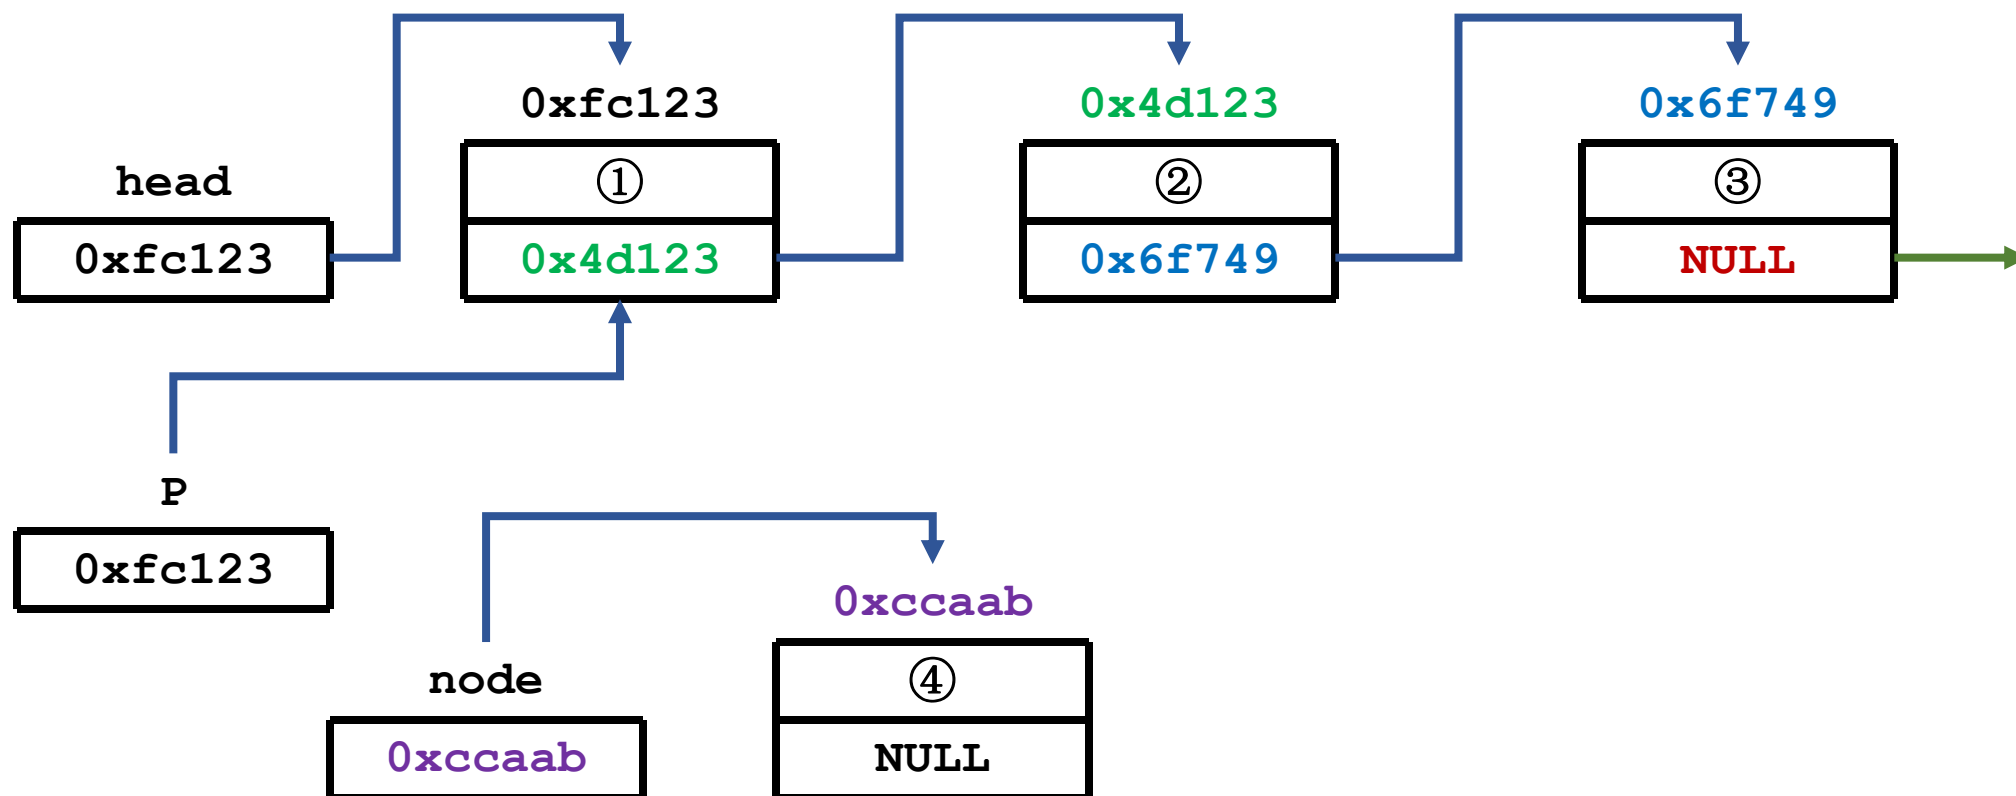 0xfc123 0x4d123 0x6f749
head ① ② ③
0xfc123 0x4d123 0x6f749 NULL
P
0xfc123
0xccaab
node ④
0xccaab NULL